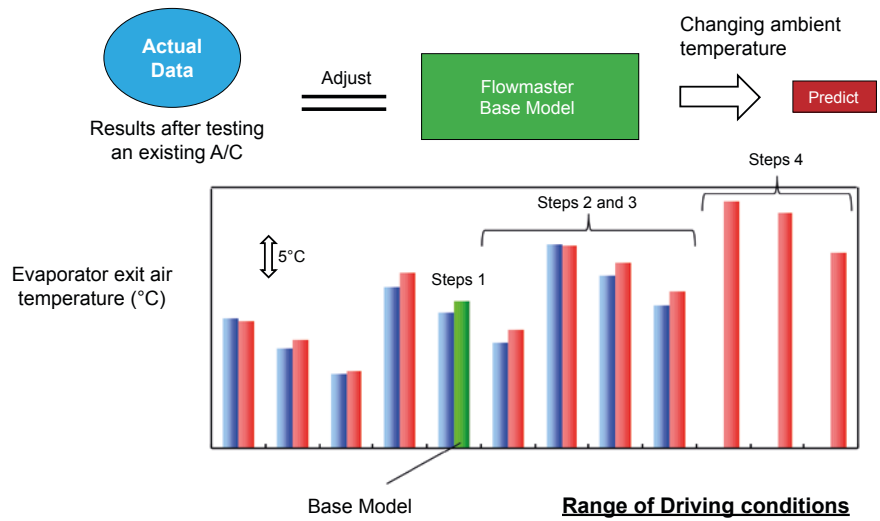 Actual
Data
Adjust
Flowmaster
Base Model
Changing ambient
temperature
Predict
Results after testing
an existing A/C
Steps 4
Steps 2 and 3
5°C
Steps 1
Evaporator exit air
temperature (°C)
Base Model
Range of Driving conditions